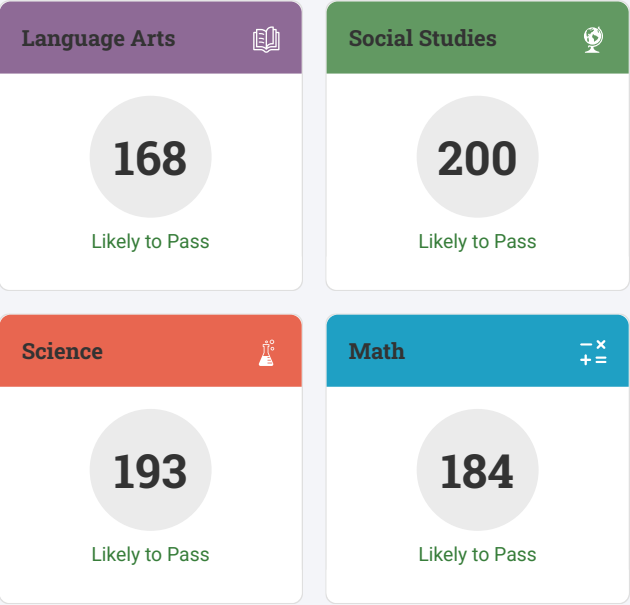 Language Arts
168
Likely to Pass
Social Studies
200
Likely to Pass
Science
193
Likely to Pass
Math
184
Likely to Pass